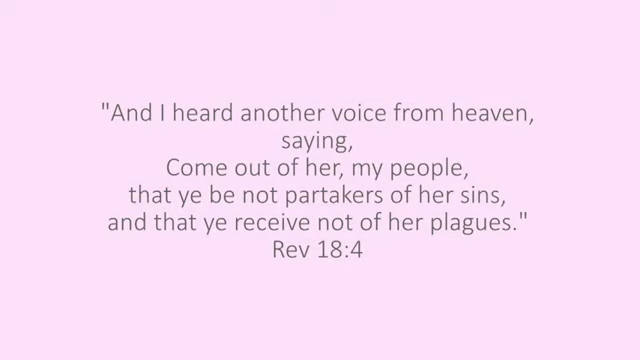 "And I heard another voice from heaven,
saying,
Come out of her, my people,
that ye be not partakers of her sins,
and that ye receive not of her plagues."
Rev 18:4